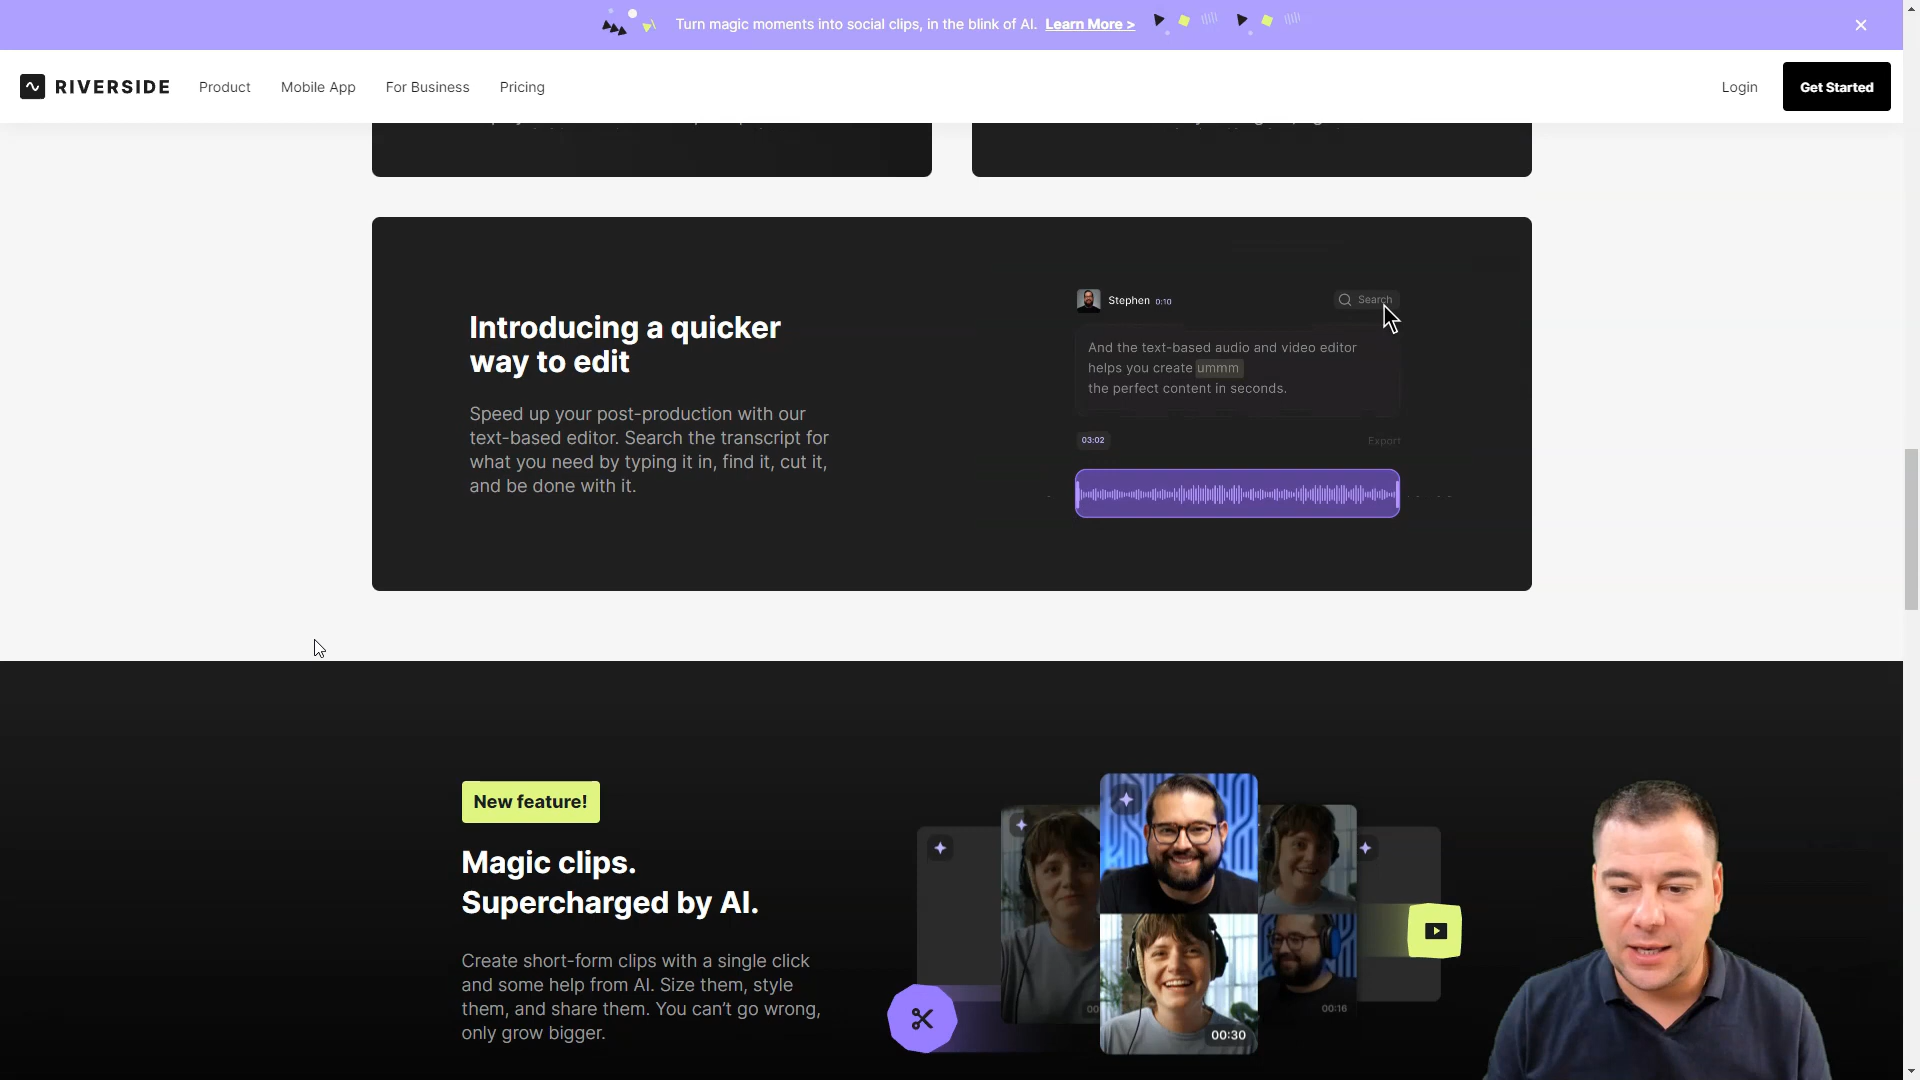 Turn magic moments into social clips, in the blink of AI. Learn More >
RIVERSIDE
Product
Mobile App
For Business
Pricing
Login
Get Started
Introducing a quicker
way to edit
Speed up your post-production with our
text-based editor. Search the transcript for
what you need by typing it in, find it, cut it,
and be done with it.
Stephen 0:10
Search
And the text-based audio and video editor
helps you create ummm
the perfect content in seconds.
03:02
Export
New feature!
Magic clips.
Supercharged by AI.
Create short-form clips with a single click
and some help from AI. Size them, style
them, and share them. You can't go wrong,
only grow bigger.
00:30
00:16